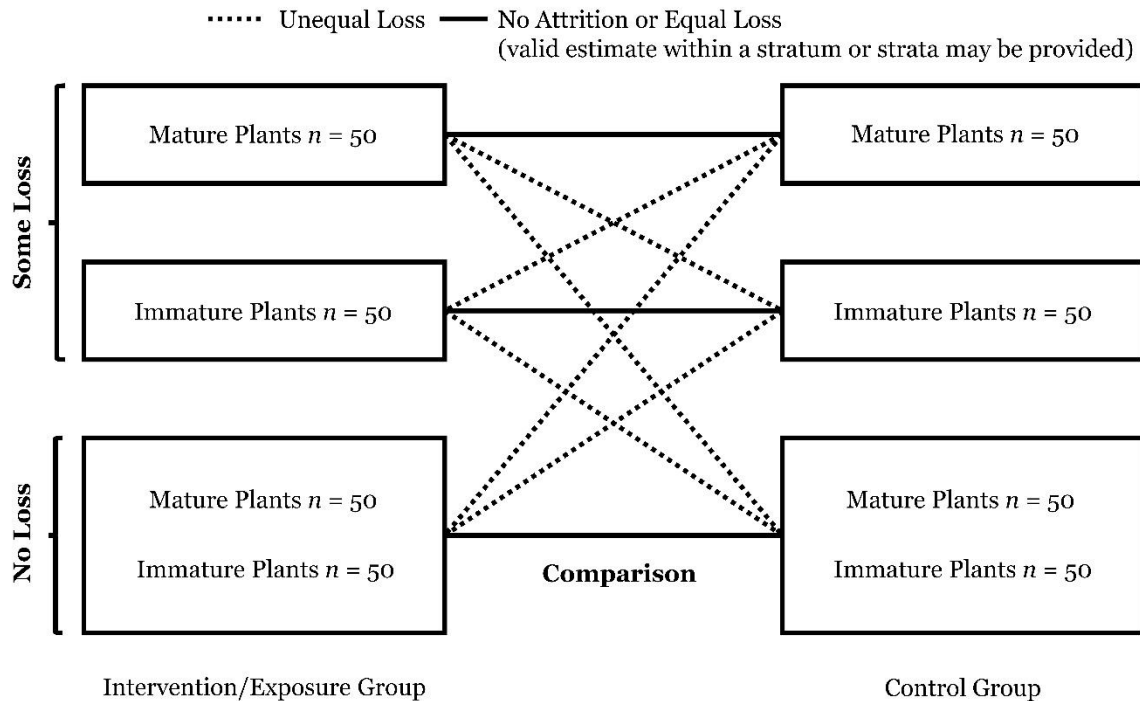 Unequal Loss
No Attrition or Equal Loss
(valid estimate within a stratum or strata may be provided)
Some Loss
Mature Plants n = 50
Mature Plants n = 50
Immature Plants n = 50
Immature Plants n = 50
No Loss
Mature Plants n = 50
Immature Plants n = 50
Comparison
Mature Plants n = 50
Immature Plants n = 50
Intervention/Exposure Group
Control Group